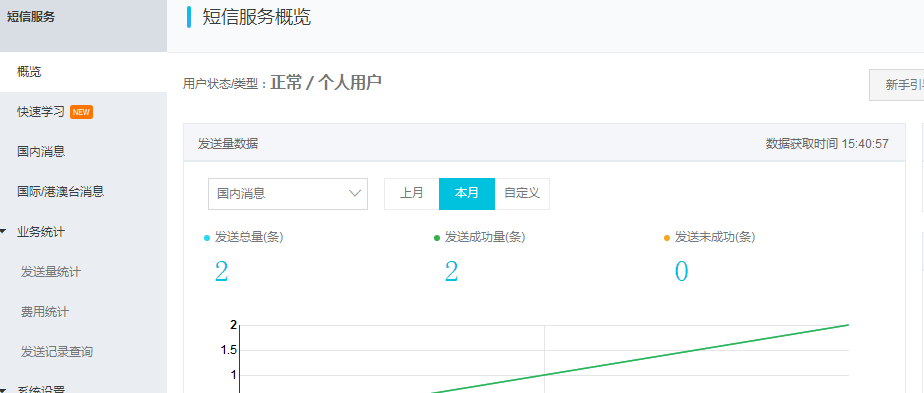 短信服务
概览
快速学习 NEW
国内消息
国际/港澳台消息
业务统计
发送量统计
费用统计
发送记录查询
系统设置
短信服务概览
用户状态/类型：正常 / 个人用户
新手引
发送量数据 数据获取时间 15:40:57
国内消息 上月 本月 自定义
发送总量(条) 发送成功量(条) 发送未成功(条)
2 2 0
2
1.5
1